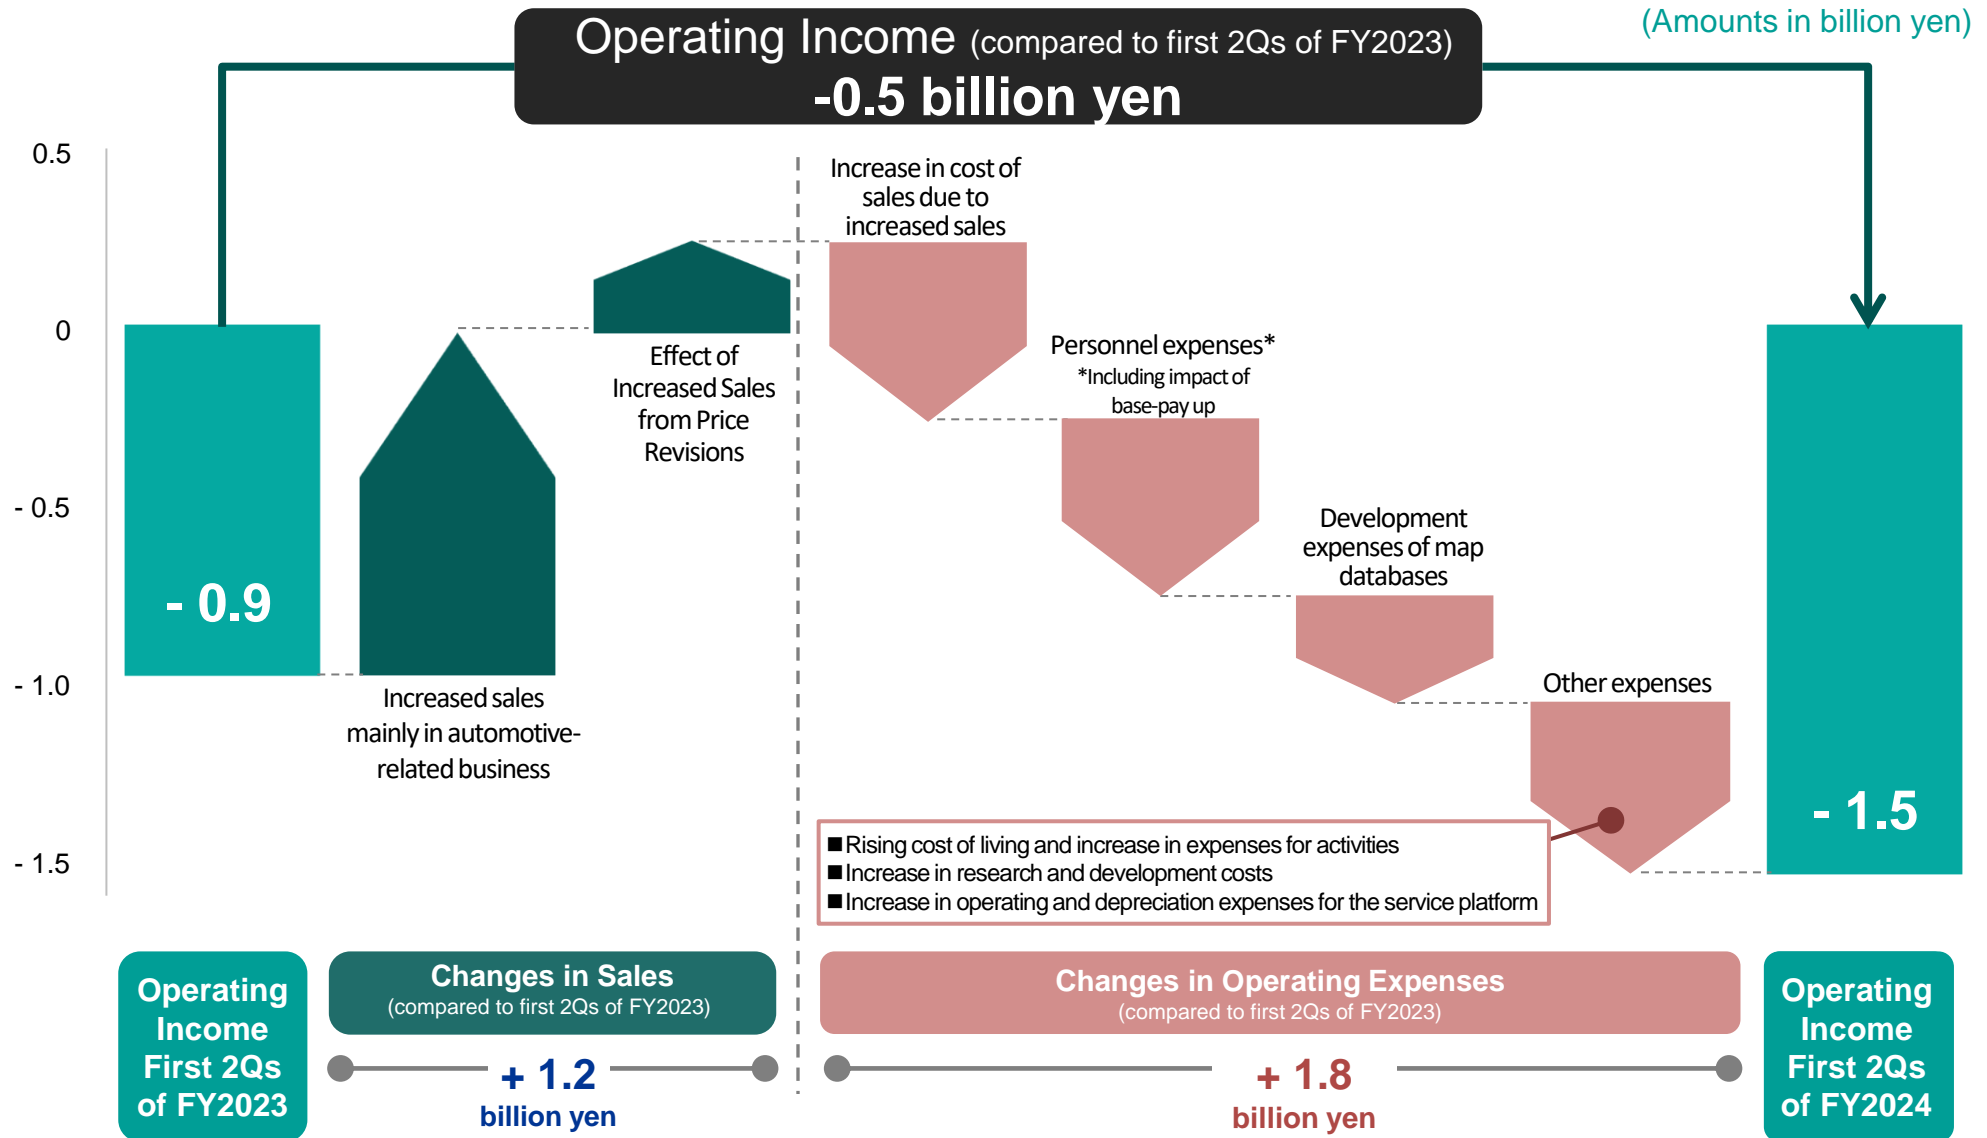 (Amounts in billion yen)
Operating Income (compared to first 2Qs of FY2023)
-0.5 billion yen
0.5
0
- 0.5
- 1.0
- 1.5
- 0.9
Increased sales
mainly in automotive-
related business
Effect of
Increased Sales
from Price
Revisions
Increase in cost of
sales due to
increased sales
Personnel expenses*
*Including impact of
base-pay up
Development
expenses of map
databases
Other expenses
■ Rising cost of living and increase in expenses for activities
■ Increase in research and development costs
■ Increase in operating and depreciation expenses for the service platform
- 1.5
Operating
Income
First 2Qs
of FY2023
Changes in Sales
(compared to first 2Qs of FY2023)
+ 1.2
billion yen
Changes in Operating Expenses
(compared to first 2Qs of FY2023)
+ 1.8
billion yen
Operating
Income
First 2Qs
of FY2024